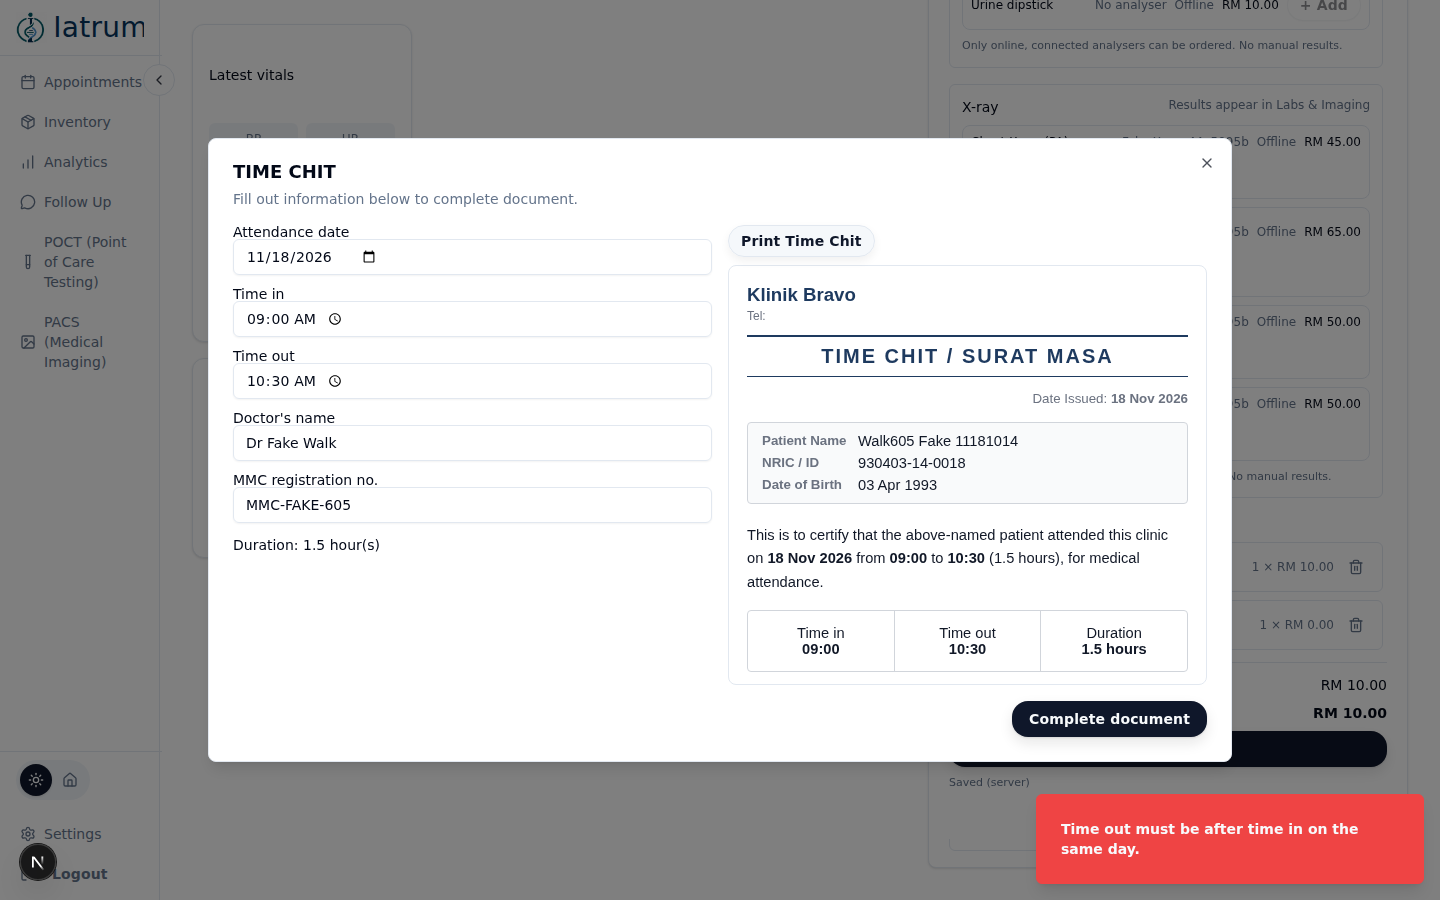 Iatrum
Appointments
Inventory
Analytics
Follow Up
POCT (Point
of Care
Testing)
PACS
(Medical
Imaging)
Settings
N
Logout
Latest vitals
Urine dipstick No analyser Offline RM 10.00 + Add
Only online, connected analysers can be ordered. No manual results.
X-ray Results appear in Labs & Imaging
Offline RM 45.00
5b Offline RM 65.00
5b Offline RM 50.00
5b Offline RM 50.00
No manual results.
1 × RM 10.00
1 × RM 0.00
RM 10.00
RM 10.00
Saved (server)
TIME CHIT
Fill out information below to complete document.
Attendance date
11/18/2026
Time in
09:00 AM
Time out
10:30 AM
Doctor's name
Dr Fake Walk
MMC registration no.
MMC-FAKE-605
Duration: 1.5 hour(s)
Print Time Chit
Klinik Bravo
Tel:
TIME CHIT / SURAT MASA
Date Issued: 18 Nov 2026
Patient Name Walk605 Fake 11181014
NRIC / ID 930403-14-0018
Date of Birth 03 Apr 1993
This is to certify that the above-named patient attended this clinic
on 18 Nov 2026 from 09:00 to 10:30 (1.5 hours), for medical
attendance.
Time in Time out Duration
09:00 10:30 1.5 hours
Complete document
Time out must be after time in on the
same day.